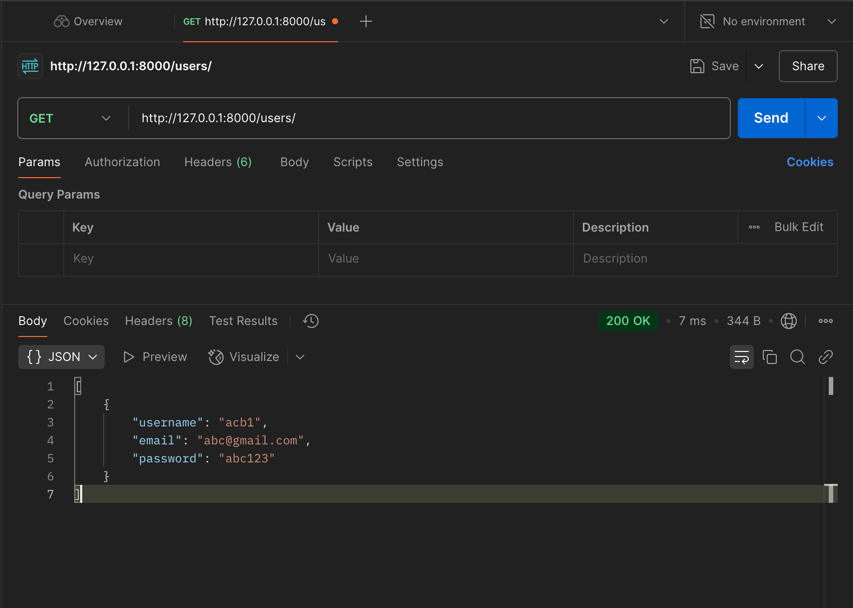 Overview GET http://127.0.0.1:8000/us No environment
HTTP http://127.0.0.1:8000/users/ Save Share
GET http://127.0.0.1:8000/users/ Send
Params Authorization Headers (6) Body Scripts Settings Cookies
Query Params
Key Value Description Bulk Edit
Key Value Description
Body Cookies Headers (8) Test Results 200 OK 7 ms 344 B
{} JSON Preview Visualize
1 [
2 {
3 "username": "acb1",
4 "email": "abc@gmail.com",
5 "password": "abc123"
6 }
7 ]